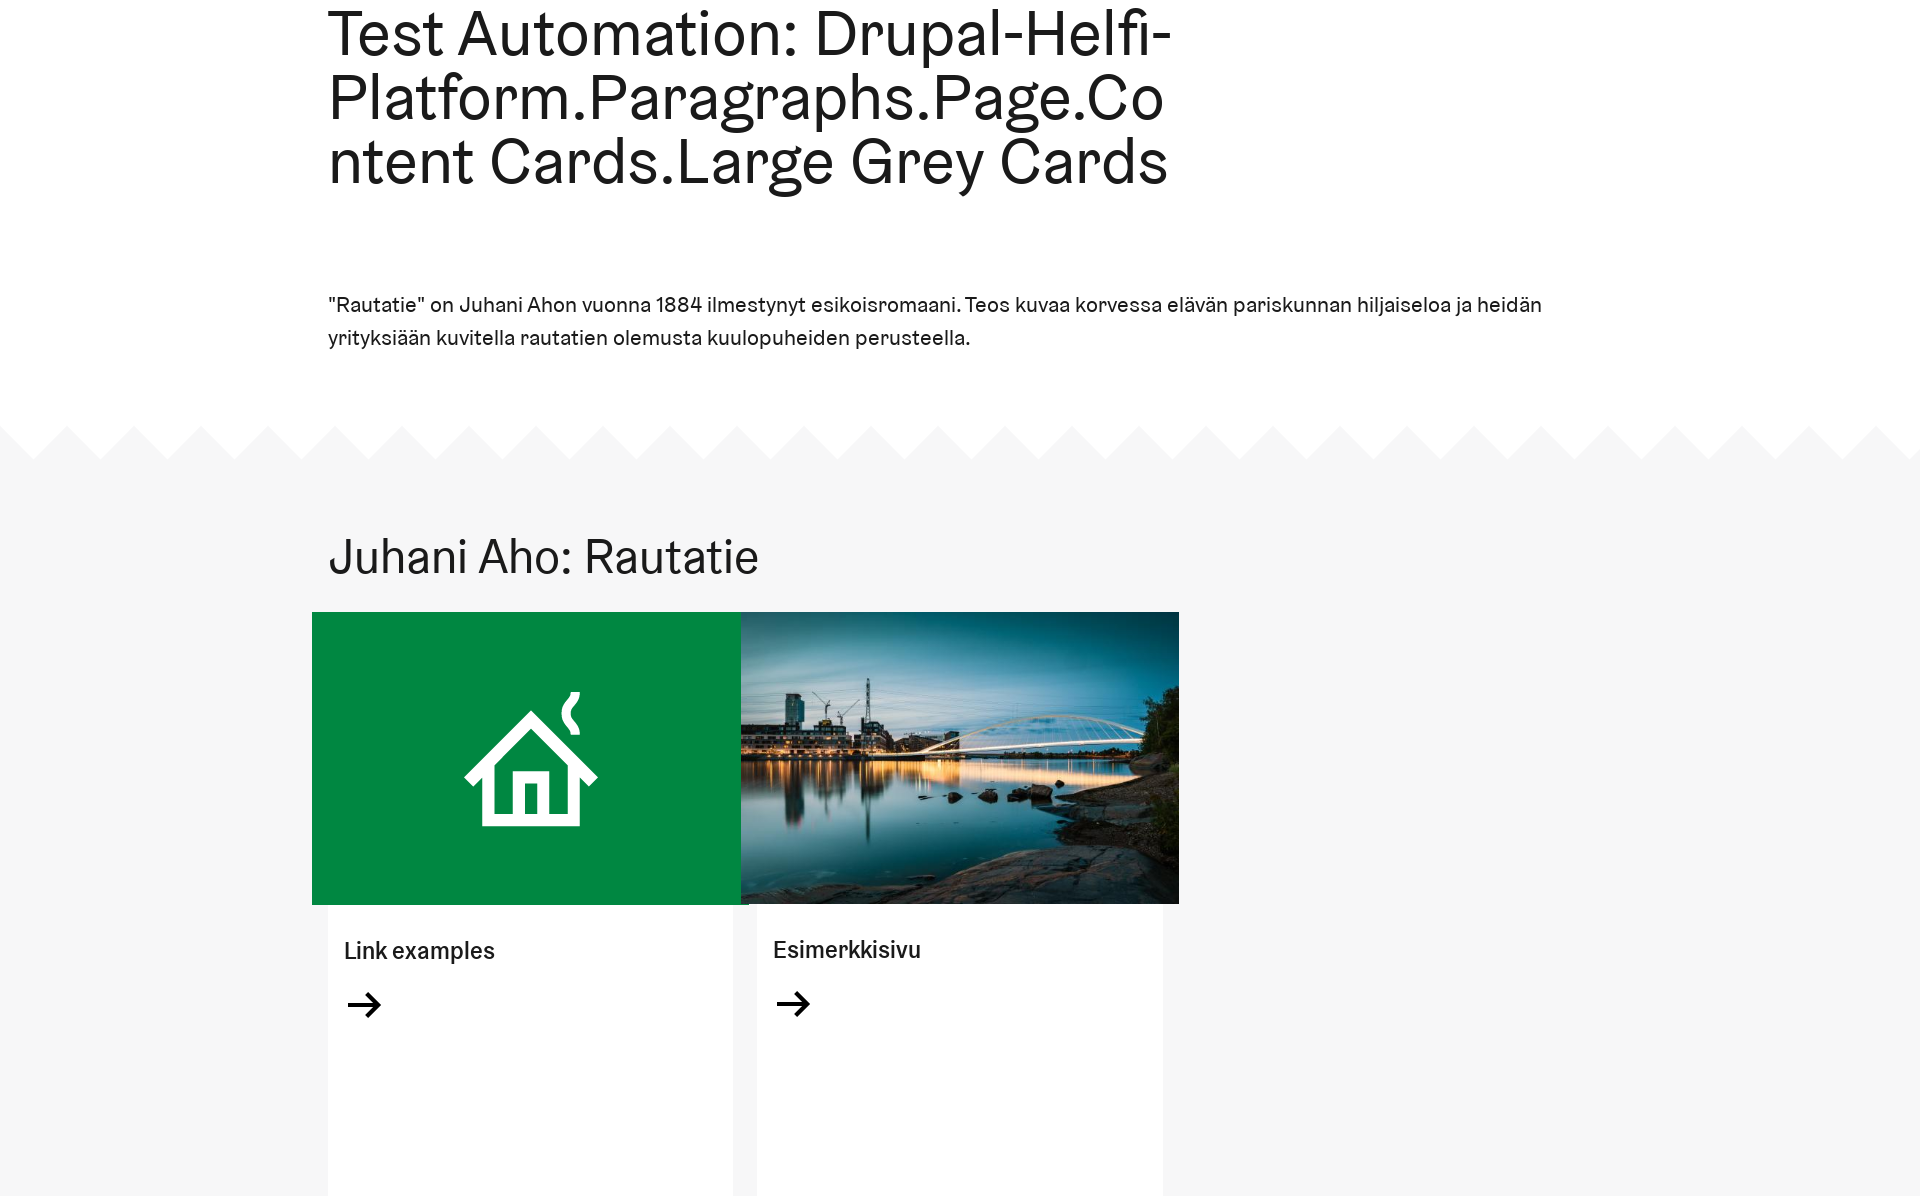 Test Automation: Drupal-Helfi-
Platform.Paragraphs.Page.Co
ntent Cards.Large Grey Cards
"Rautatie" on Juhani Ahon vuonna 1884 ilmestynyt esikoisromaani. Teos kuvaa korvessa elävän pariskunnan hiljaiseloa ja heidän
yrityksiään kuvitella rautatien olemusta kuulopuheiden perusteella.
Juhani Aho: Rautatie
Link examples
Esimerkkisivu